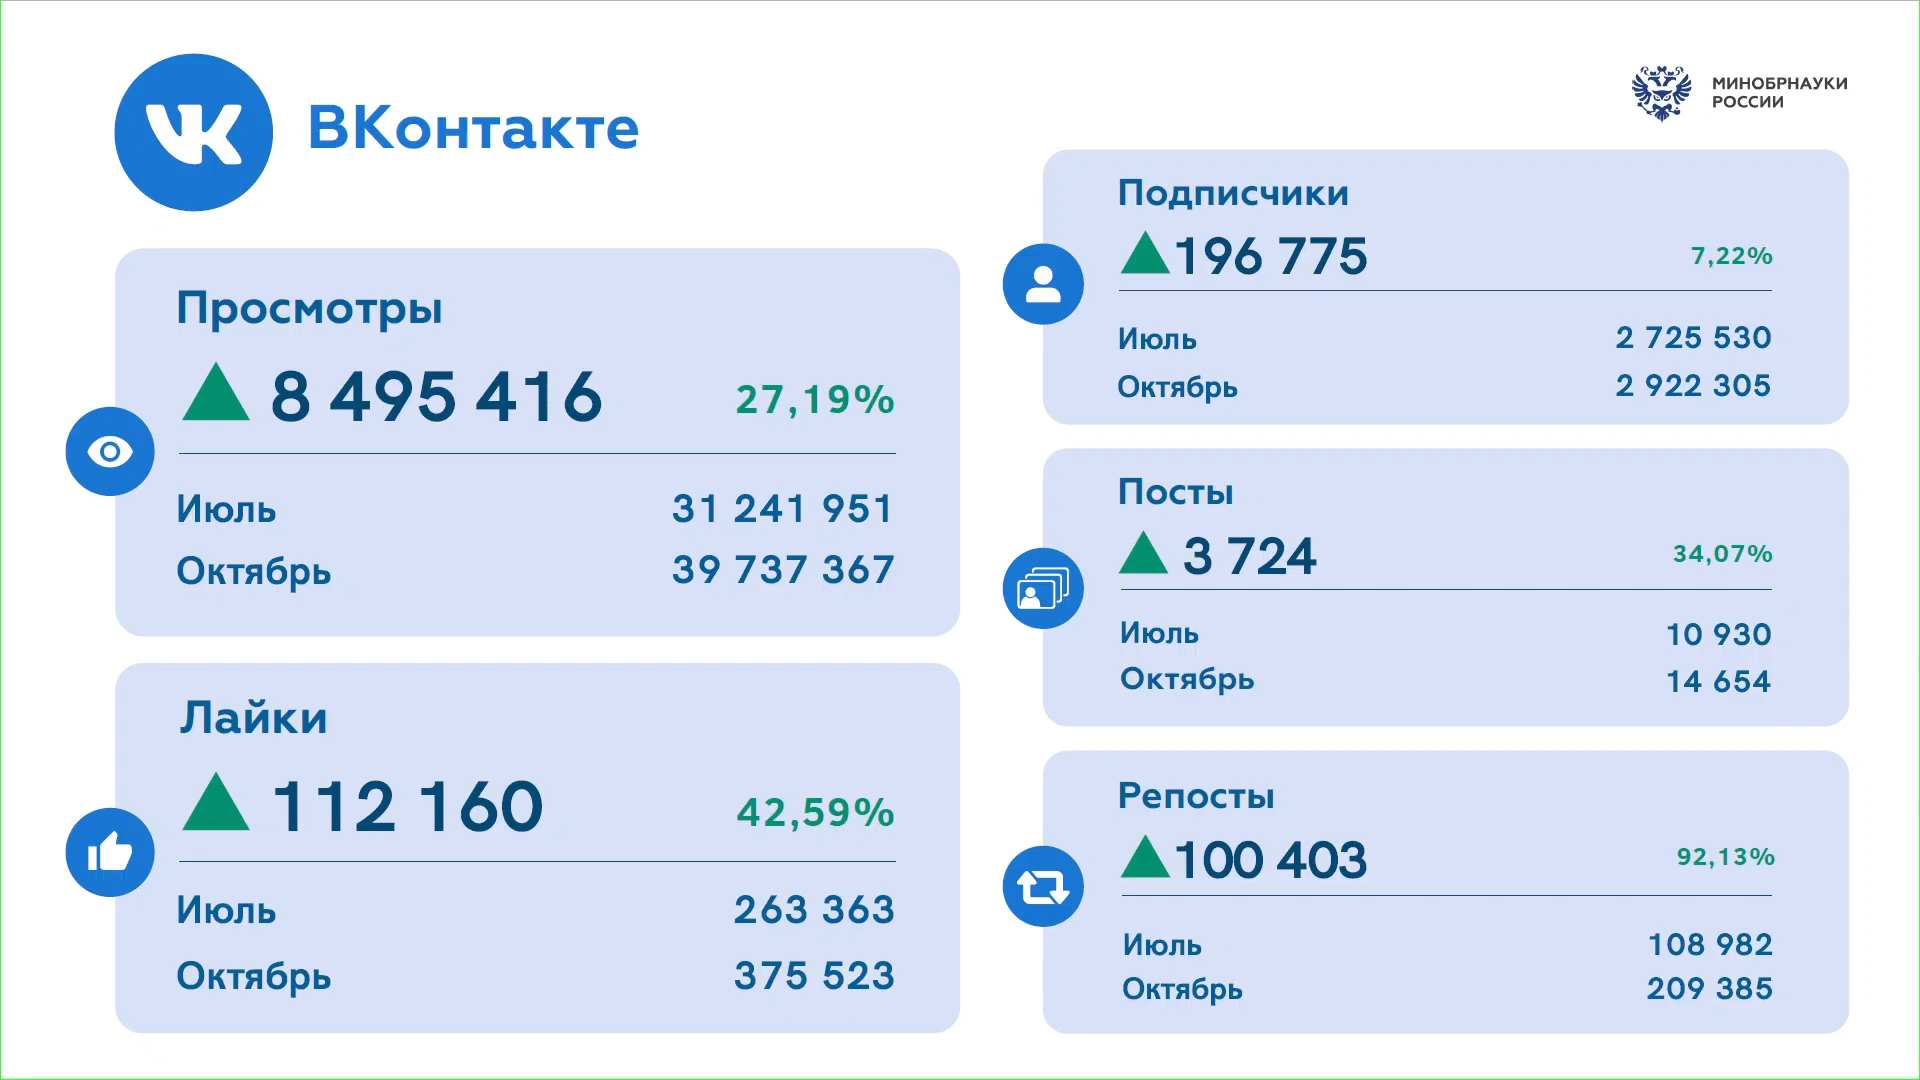 ВКонтакте
МИНОБРНАУКИ
РОССИИ
Просмотры
8 495 416 27,19%
Июль 31 241 951
Октябрь 39 737 367
Лайки
112 160 42,59%
Июль 263 363
Октябрь 375 523
Подписчики
196 775 7,22%
Июль 2 725 530
Октябрь 2 922 305
Посты
3 724 34,07%
Июль 10 930
Октябрь 14 654
Репосты
100 403 92,13%
Июль 108 982
Октябрь 209 385